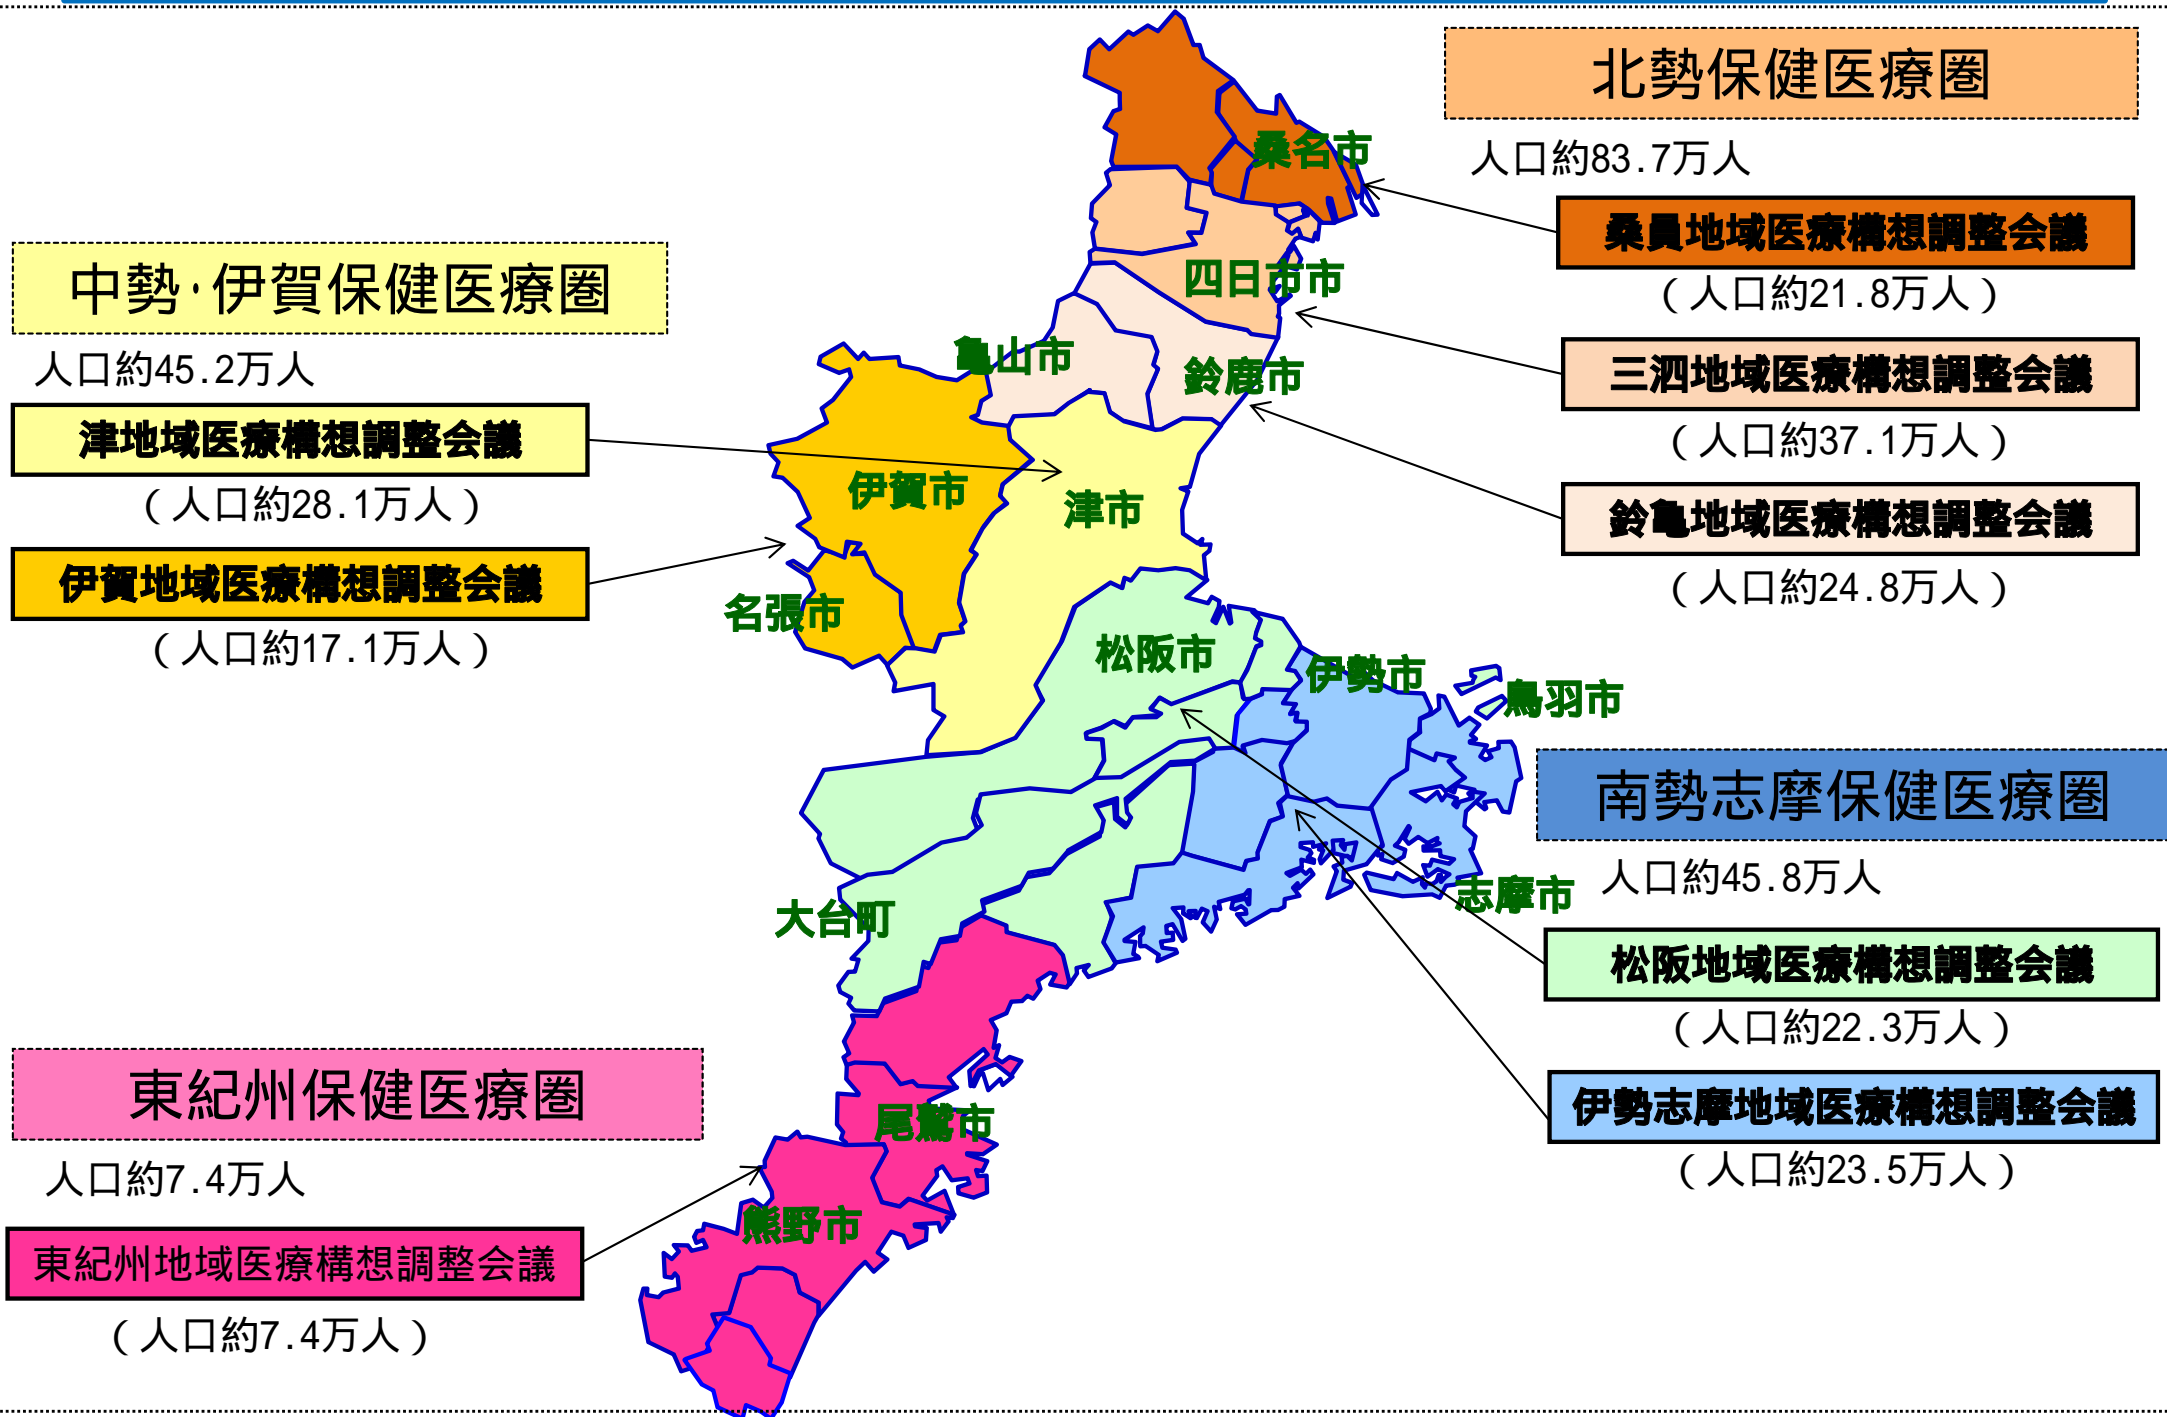 北勢保健医療圏
人口約83.7万人
桑員地域医療構想調整会議
（人口約21.8万人）
三泗地域医療構想調整会議
（人口約37.1万人）
鈴亀地域医療構想調整会議
（人口約24.8万人）
中勢・伊賀保健医療圏
人口約45.2万人
津地域医療構想調整会議
（人口約28.1万人）
伊賀地域医療構想調整会議
（人口約17.1万人）
桑名市
四日市市
亀山市
鈴鹿市
伊賀市
津市
名張市
松阪市
伊勢市
鳥羽市
志摩市
大台町
尾鷲市
熊野市
南勢志摩保健医療圏
人口約45.8万人
松阪地域医療構想調整会議
（人口約22.3万人）
伊勢志摩地域医療構想調整会議
（人口約23.5万人）
東紀州保健医療圏
人口約7.4万人
東紀州地域医療構想調整会議
（人口約7.4万人）